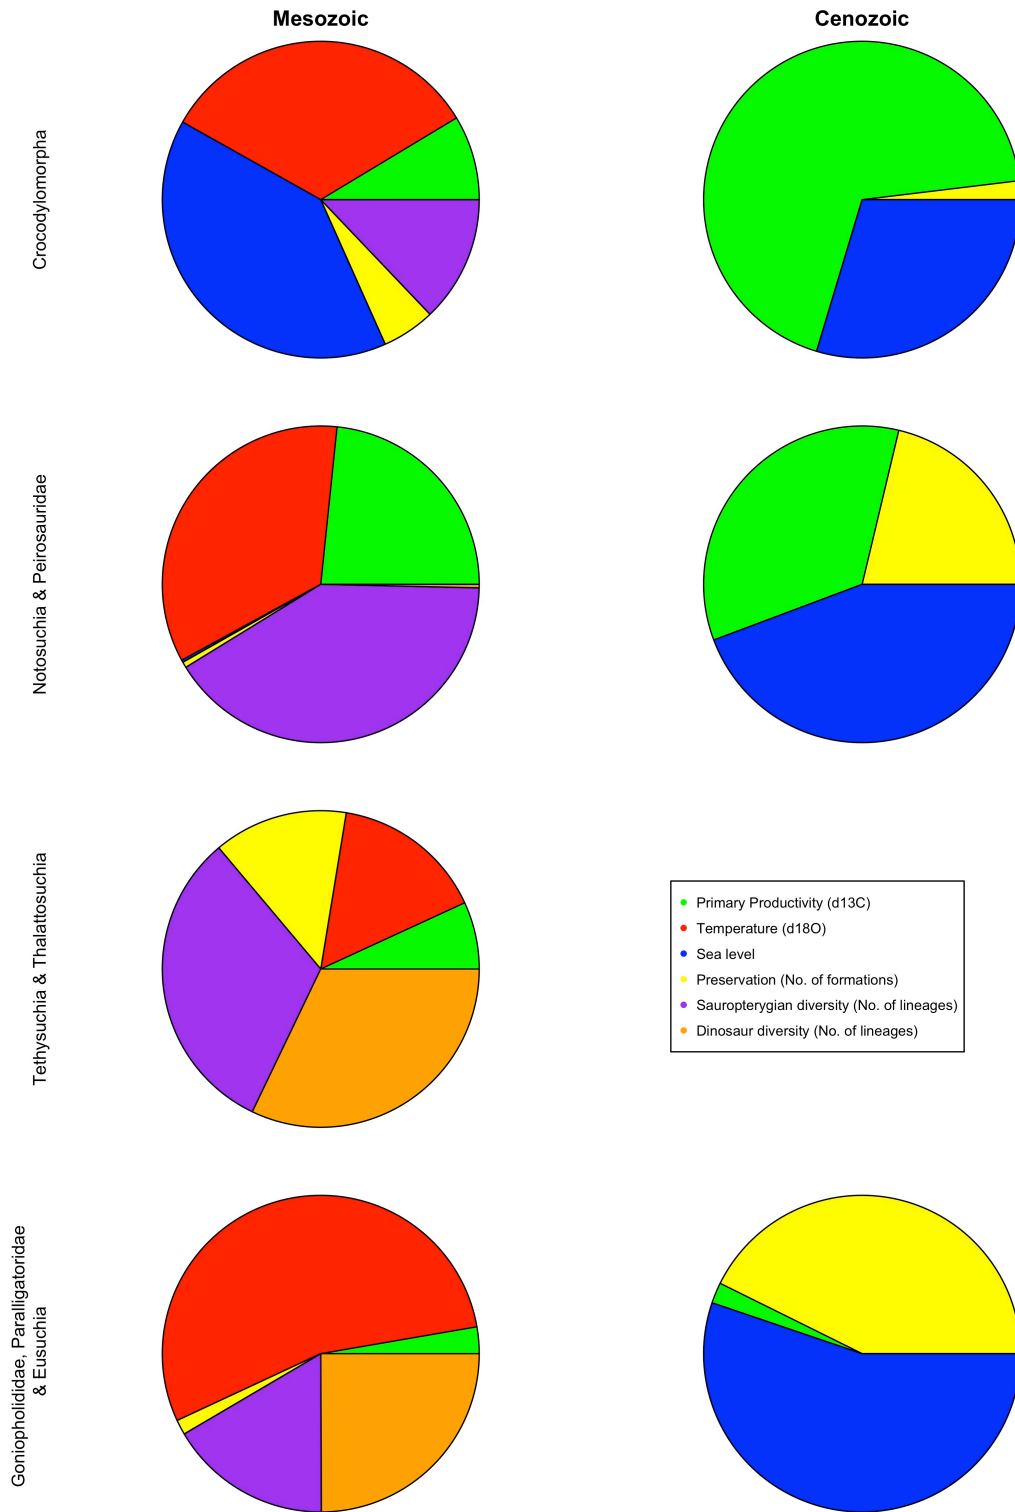 Mesozoic
Cenozoic
Crocodylomorpha
Notosuchia & Peirosauridae
Tethysuchia & Thalattosuchia
Primary Productivity (d13C)
Temperature (d18O)
Sea level
Preservation (No. of formations)
Sauropterygian diversity (No. of lineages)
Dinosaur diversity (No. of lineages)
Goniopholididae, Paralligatoridae
& Eusuchia